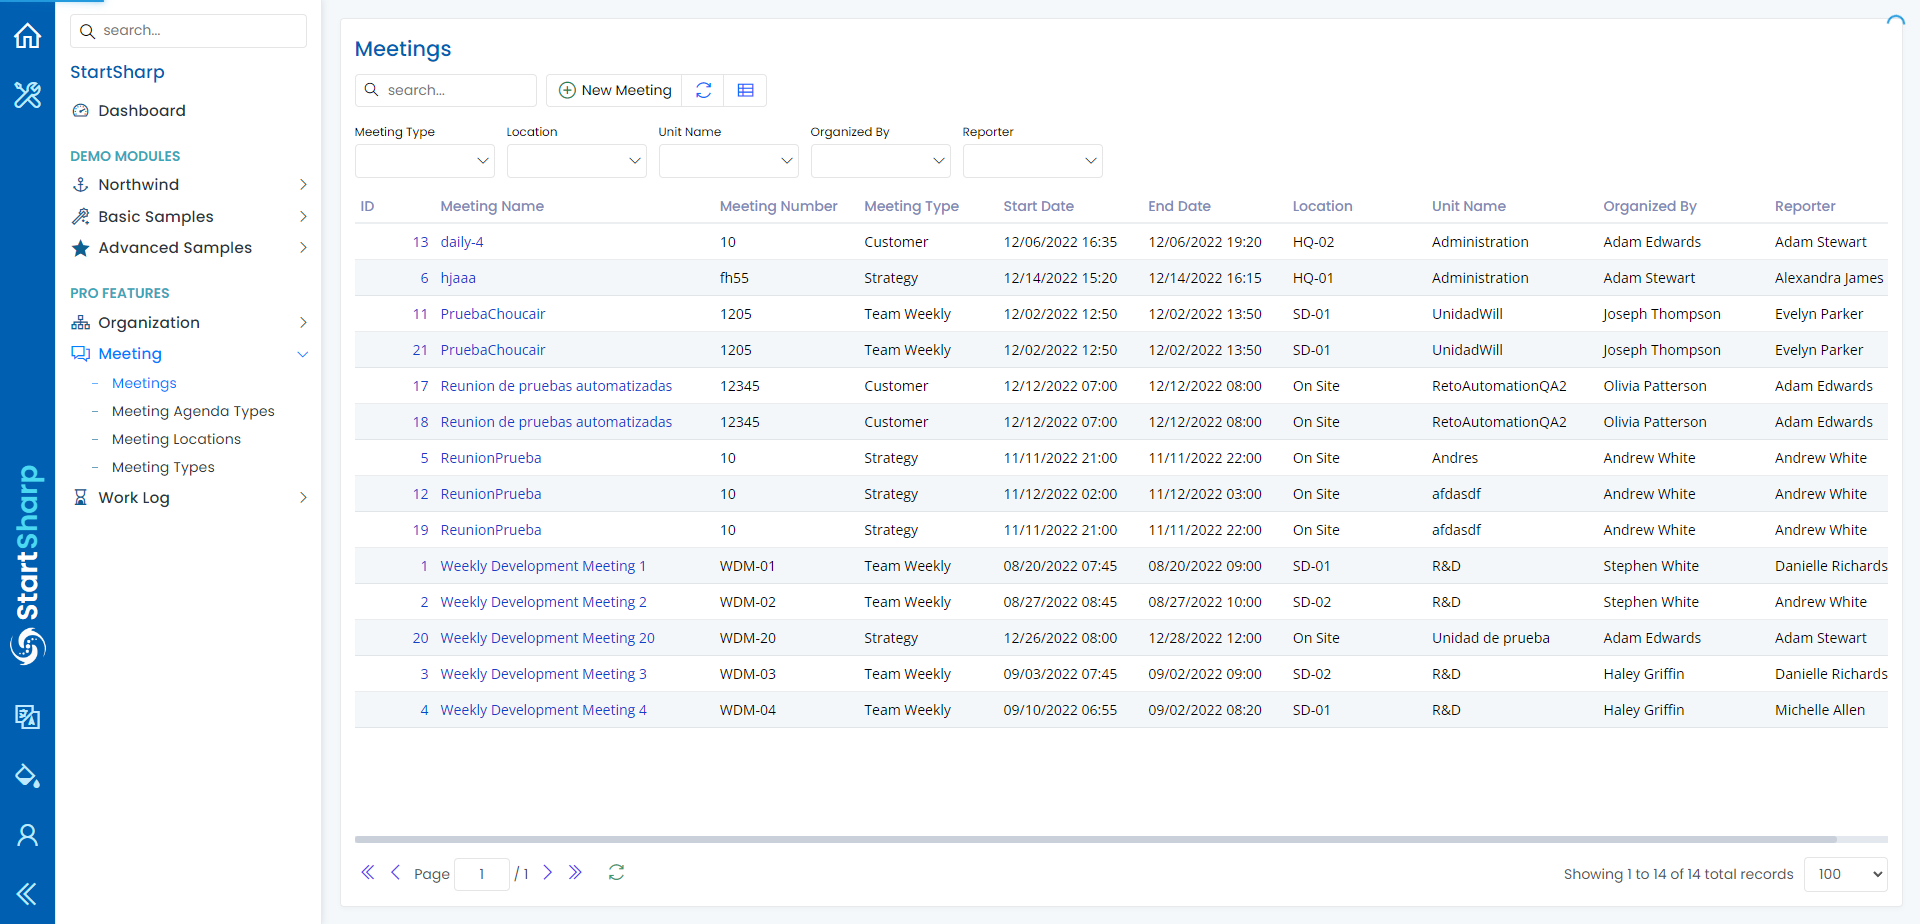 search...
StartSharp
Dashboard
DEMO MODULES
Northwind
Basic Samples
Advanced Samples
PRO FEATURES
Organization
Meeting
- Meetings
- Meeting Agenda Types
- Meeting Locations
- Meeting Types
Work Log
StartSharp
Meetings
search...
New Meeting
Meeting Type Location Unit Name Organized By Reporter
ID Meeting Name Meeting Number Meeting Type Start Date End Date Location Unit Name Organized By Reporter
13 daily-4 10 Customer 12/06/2022 16:35 12/06/2022 19:20 HQ-02 Administration Adam Edwards Adam Stewart
6 hjaaa fh55 Strategy 12/14/2022 15:20 12/14/2022 16:15 HQ-01 Administration Adam Stewart Alexandra James
11 PruebaChoucair 1205 Team Weekly 12/02/2022 12:50 12/02/2022 13:50 SD-01 UnidadWill Joseph Thompson Evelyn Parker
21 PruebaChoucair 1205 Team Weekly 12/02/2022 12:50 12/02/2022 13:50 SD-01 UnidadWill Joseph Thompson Evelyn Parker
17 Reunion de pruebas automatizadas 12345 Customer 12/12/2022 07:00 12/12/2022 08:00 On Site RetoAutomationQA2 Olivia Patterson Adam Edwards
18 Reunion de pruebas automatizadas 12345 Customer 12/12/2022 07:00 12/12/2022 08:00 On Site RetoAutomationQA2 Olivia Patterson Adam Edwards
5 ReunionPrueba 10 Strategy 11/11/2022 21:00 11/11/2022 22:00 On Site Andres Andrew White Andrew White
12 ReunionPrueba 10 Strategy 11/12/2022 02:00 11/12/2022 03:00 On Site afdasdf Andrew White Andrew White
19 ReunionPrueba 10 Strategy 11/11/2022 21:00 11/11/2022 22:00 On Site afdasdf Andrew White Andrew White
1 Weekly Development Meeting 1 WDM-01 Team Weekly 08/20/2022 07:45 08/20/2022 09:00 SD-01 R&D Stephen White Danielle Richards
2 Weekly Development Meeting 2 WDM-02 Team Weekly 08/27/2022 08:45 08/27/2022 10:00 SD-02 R&D Stephen White Andrew White
20 Weekly Development Meeting 20 WDM-20 Strategy 12/26/2022 08:00 12/28/2022 12:00 On Site Unidad de prueba Adam Edwards Adam Stewart
3 Weekly Development Meeting 3 WDM-03 Team Weekly 09/03/2022 07:45 09/02/2022 09:00 SD-02 R&D Haley Griffin Danielle Richards
4 Weekly Development Meeting 4 WDM-04 Team Weekly 09/10/2022 06:55 09/02/2022 08:20 SD-01 R&D Haley Griffin Michelle Allen
Page 1 / 1
Showing 1 to 14 of 14 total records 100